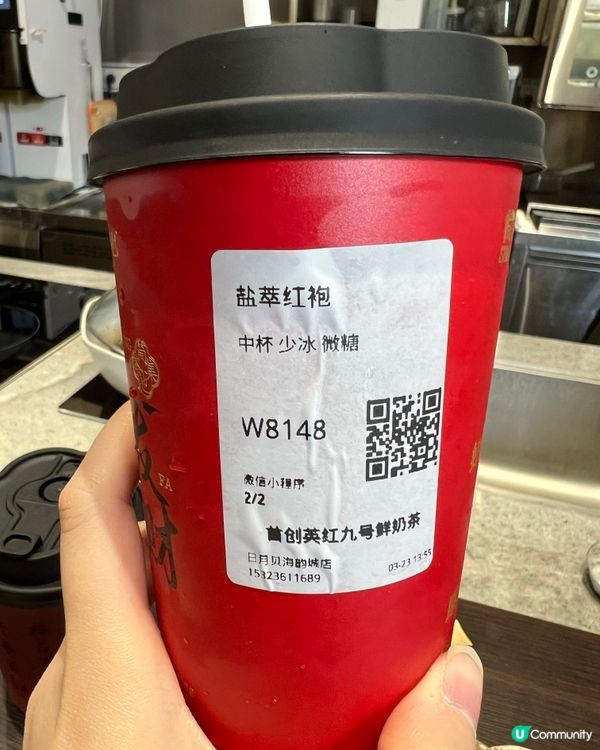 盐萃红袍
中杯 少冰 微糖
W8148
微信小程序
2/2
首创英红九号鲜奶茶
日月贝海韵城店
15323611689
03-23 13:55
FA
财
U Community